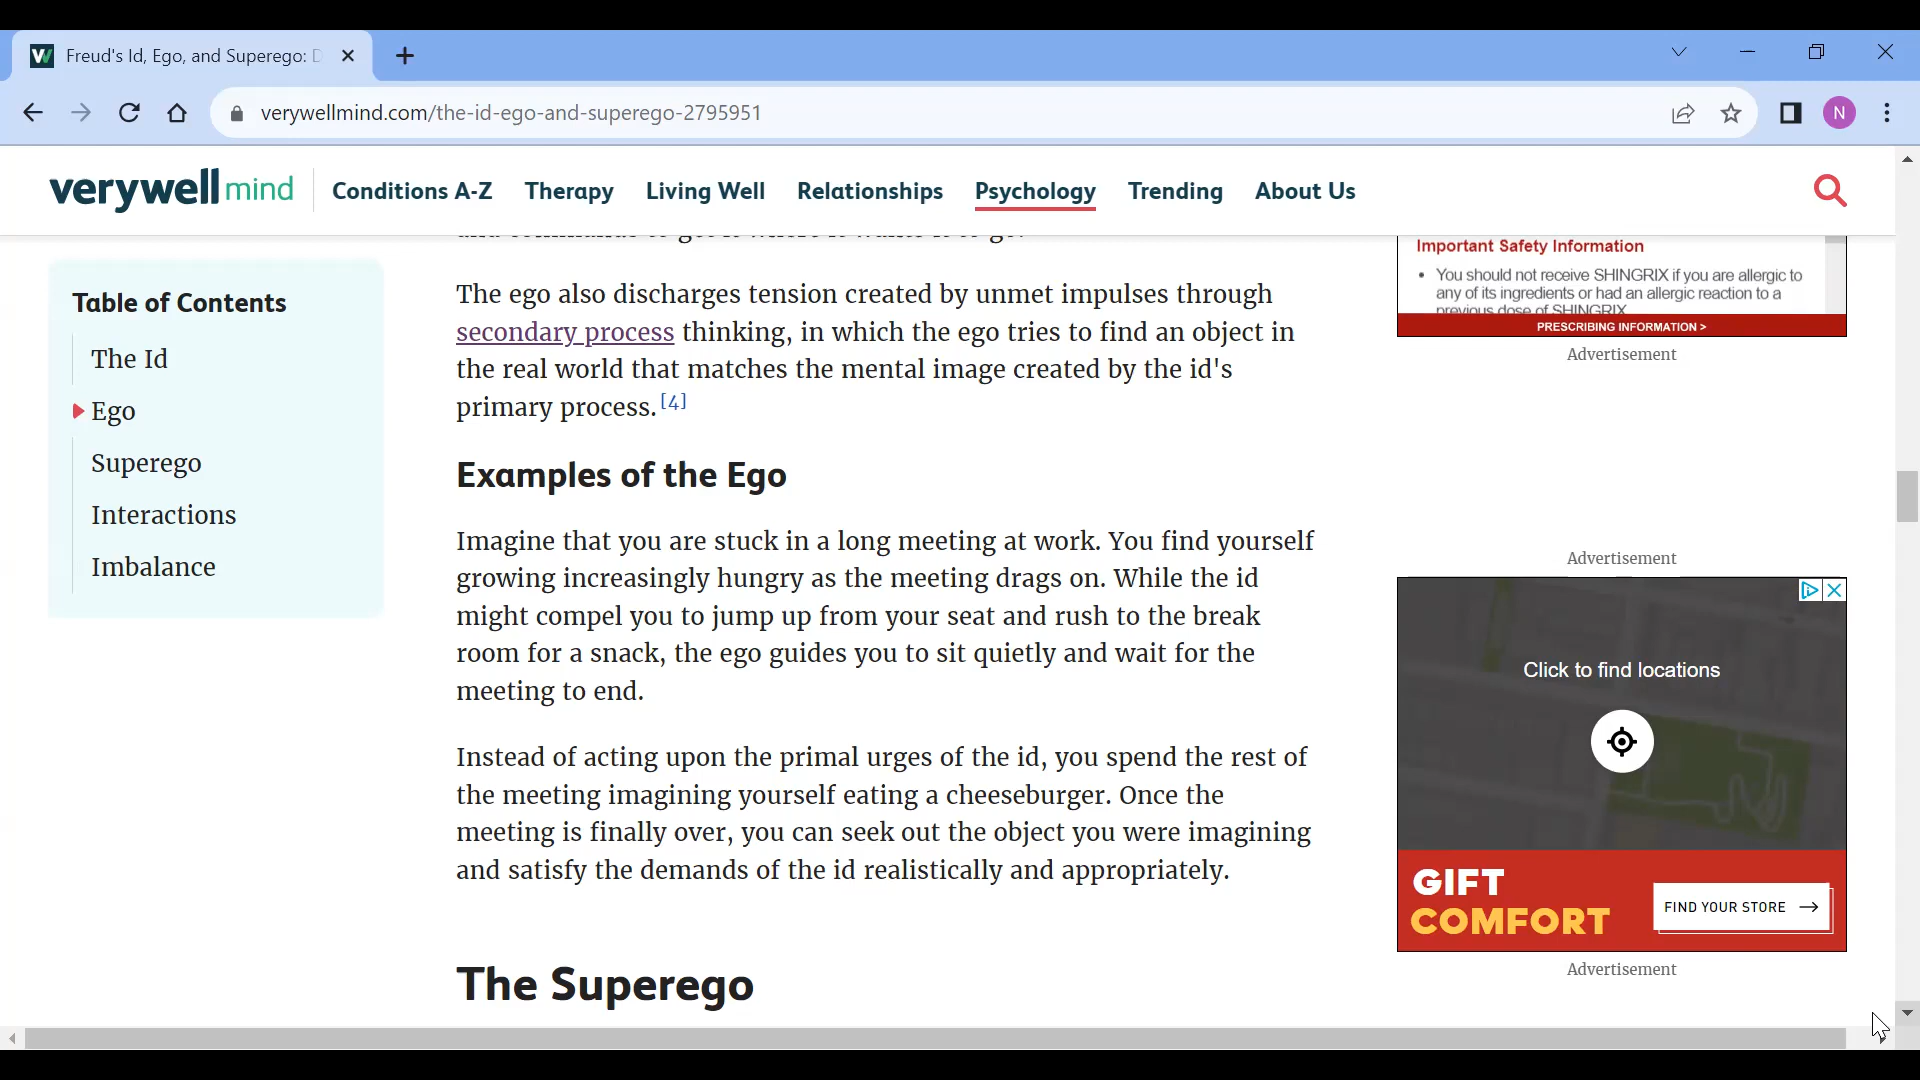 Freud's Id, Ego, and Superego:
verywellmind.com/the-id-ego-and-superego-2795951
N
verywell mind
Conditions A-Z Therapy Living Well Relationships Psychology Trending About Us
Table of Contents
The Id
Ego
Superego
Interactions
Imbalance
The ego also discharges tension created by unmet impulses through
secondary process thinking, in which the ego tries to find an object in
the real world that matches the mental image created by the id's
primary process. [4]
Examples of the Ego
Imagine that you are stuck in a long meeting at work. You find yourself
growing increasingly hungry as the meeting drags on. While the id
might compel you to jump up from your seat and rush to the break
room for a snack, the ego guides you to sit quietly and wait for the
meeting to end.
Instead of acting upon the primal urges of the id, you spend the rest of
the meeting imagining yourself eating a cheeseburger. Once the
meeting is finally over, you can seek out the object you were imagining
and satisfy the demands of the id realistically and appropriately.
The Superego
Important Safety Information
• You should not receive SHINGRIX if you are allergic to
any of its ingredients or had an allergic reaction to a
previous dose of SHINGRIX
PRESCRIBING INFORMATION >
Advertisement
Advertisement
Click to find locations
GIFT
COMFORT
FIND YOUR STORE
Advertisement